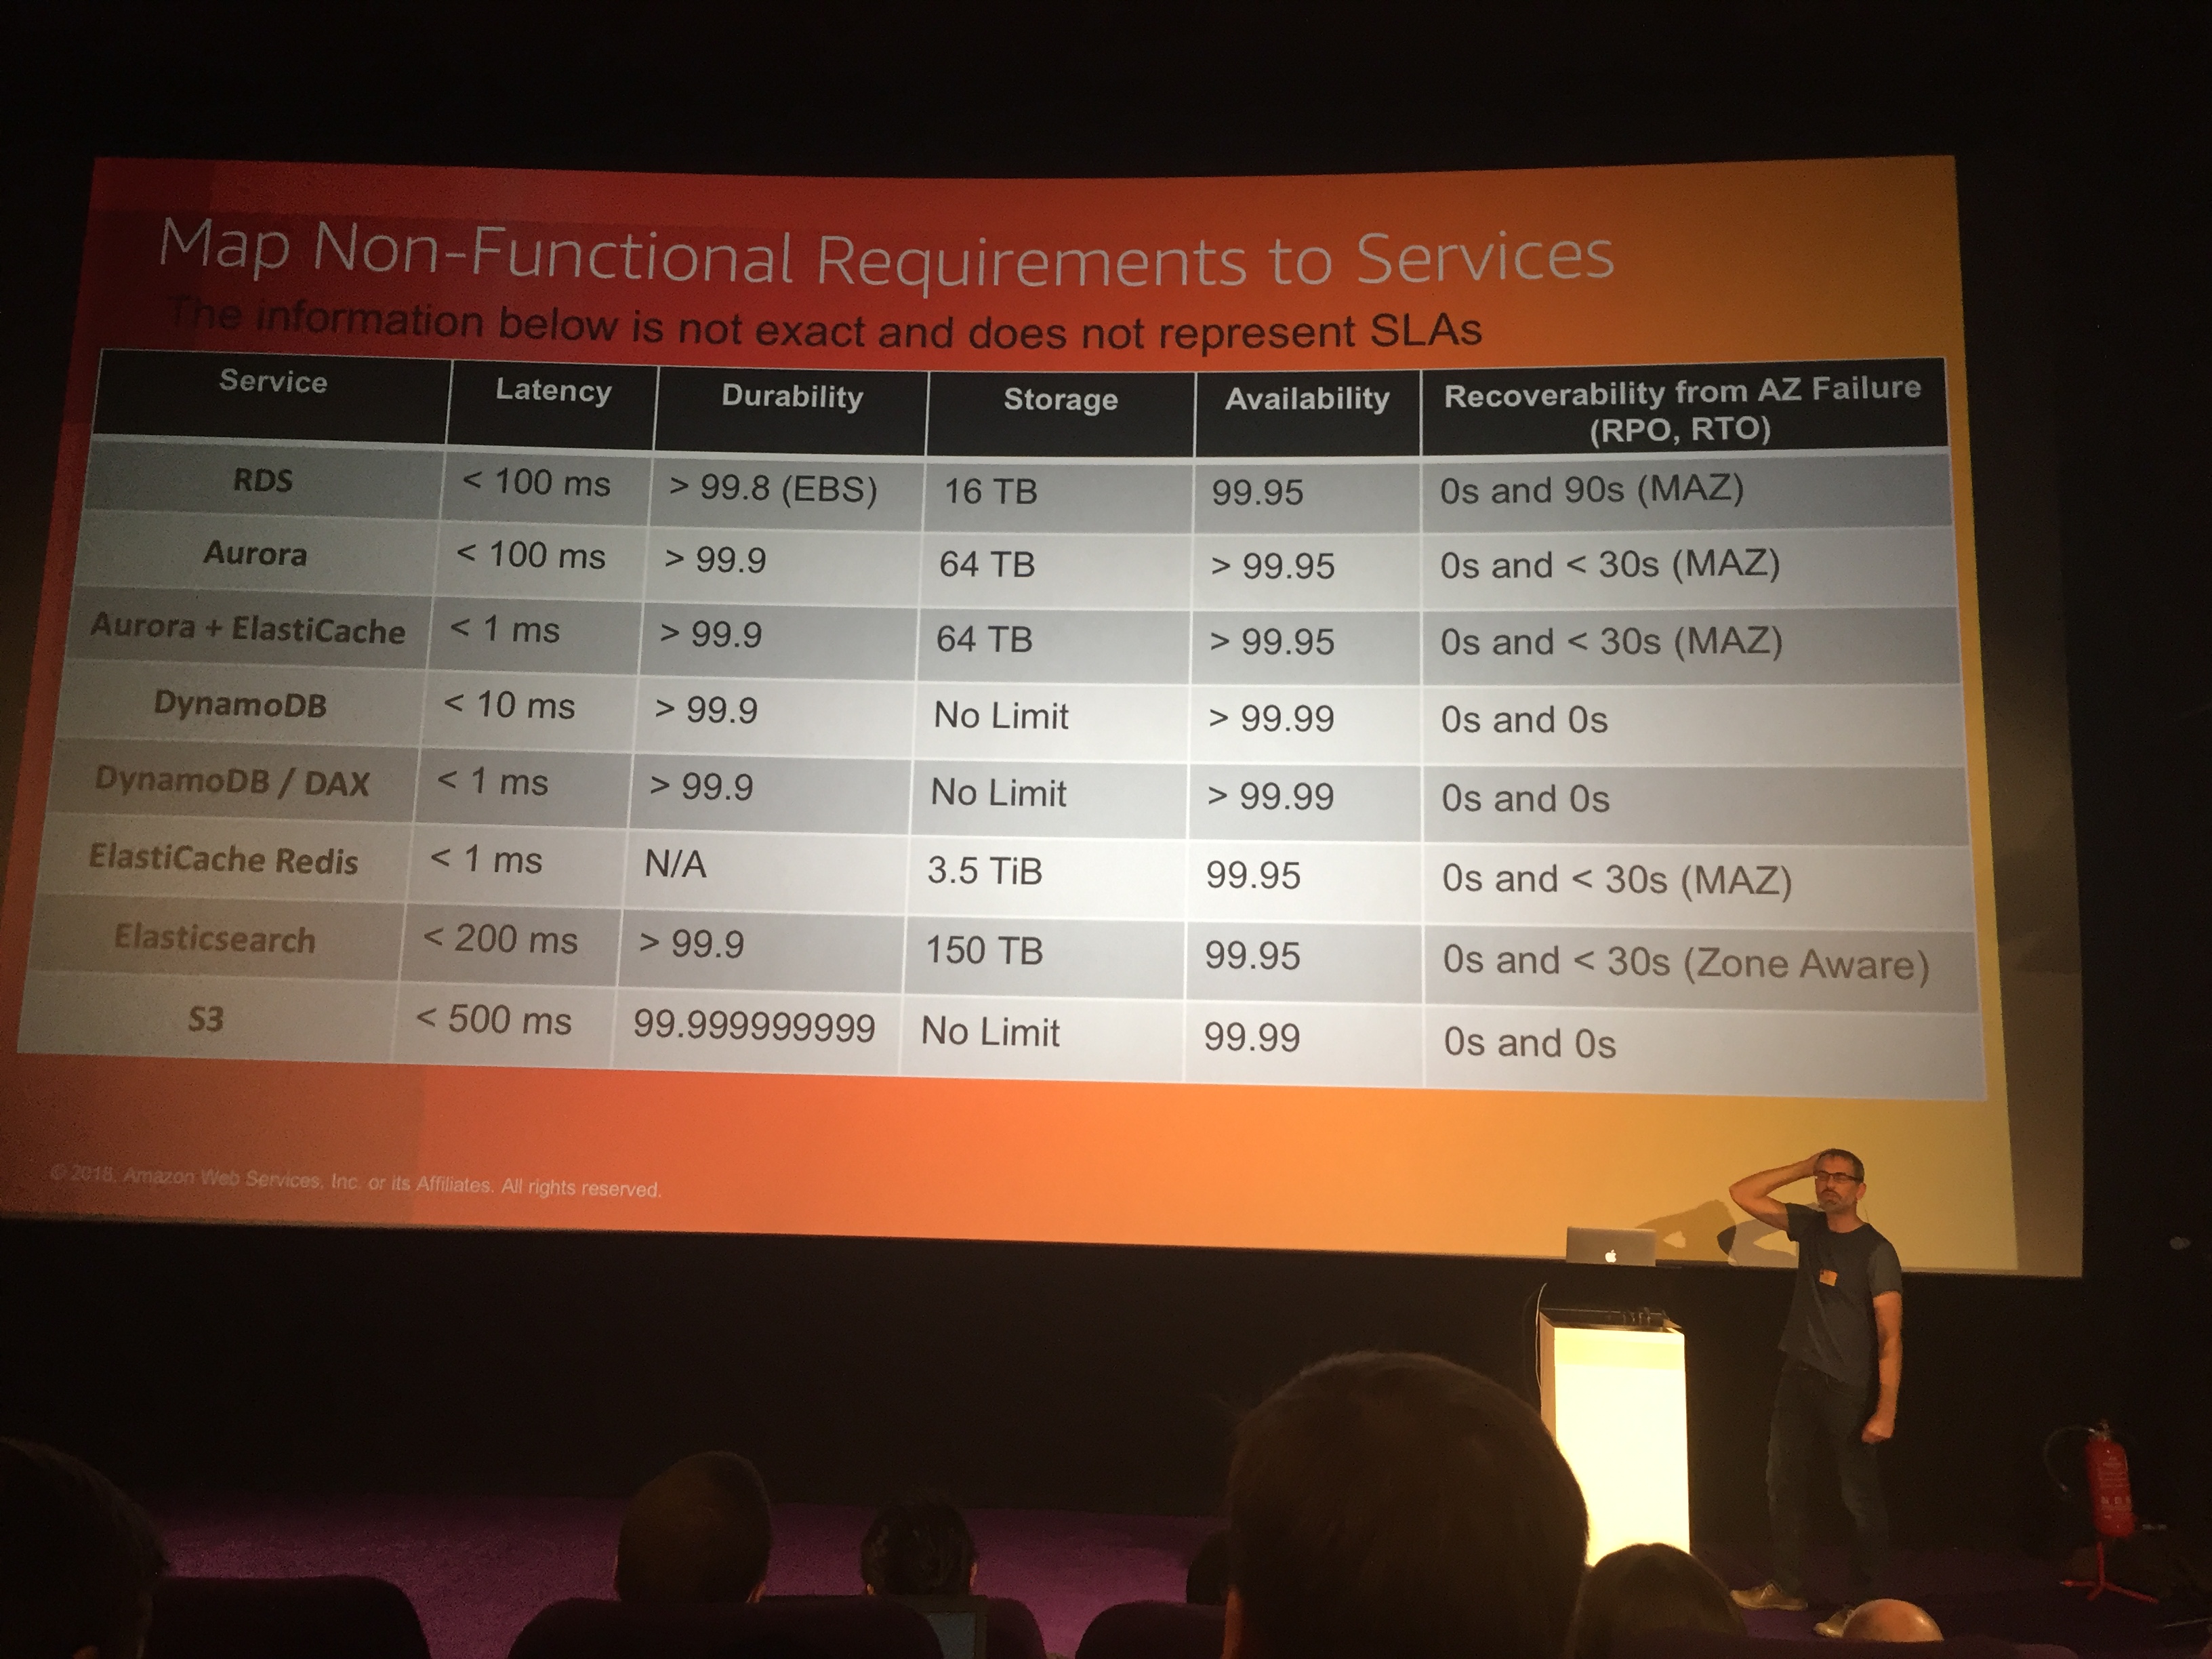 Map Non-Functional Requirements to Services
The information below is not exact and does not represent SLAs
Service Latency Durability Storage Availability Recoverability from AZ Failure
(RPO, RTO)
RDS < 100 ms > 99.8 (EBS) 16 TB 99.95 0s and 90s (MAZ)
Aurora < 100 ms > 99.9 64 TB > 99.95 0s and < 30s (MAZ)
Aurora + ElastiCache < 1 ms > 99.9 64 TB > 99.95 0s and < 30s (MAZ)
DynamoDB < 10 ms > 99.9 No Limit > 99.99 0s and 0s
DynamoDB / DAX < 1 ms > 99.9 No Limit > 99.99 0s and 0s
ElastiCache Redis < 1 ms N/A 3.5 TiB 99.95 0s and < 30s (MAZ)
Elasticsearch < 200 ms > 99.9 150 TB 99.95 0s and < 30s (Zone Aware)
S3 < 500 ms 99.999999999 No Limit 99.99 0s and 0s
© 2018, Amazon Web Services, Inc. or its Affiliates. All rights reserved.